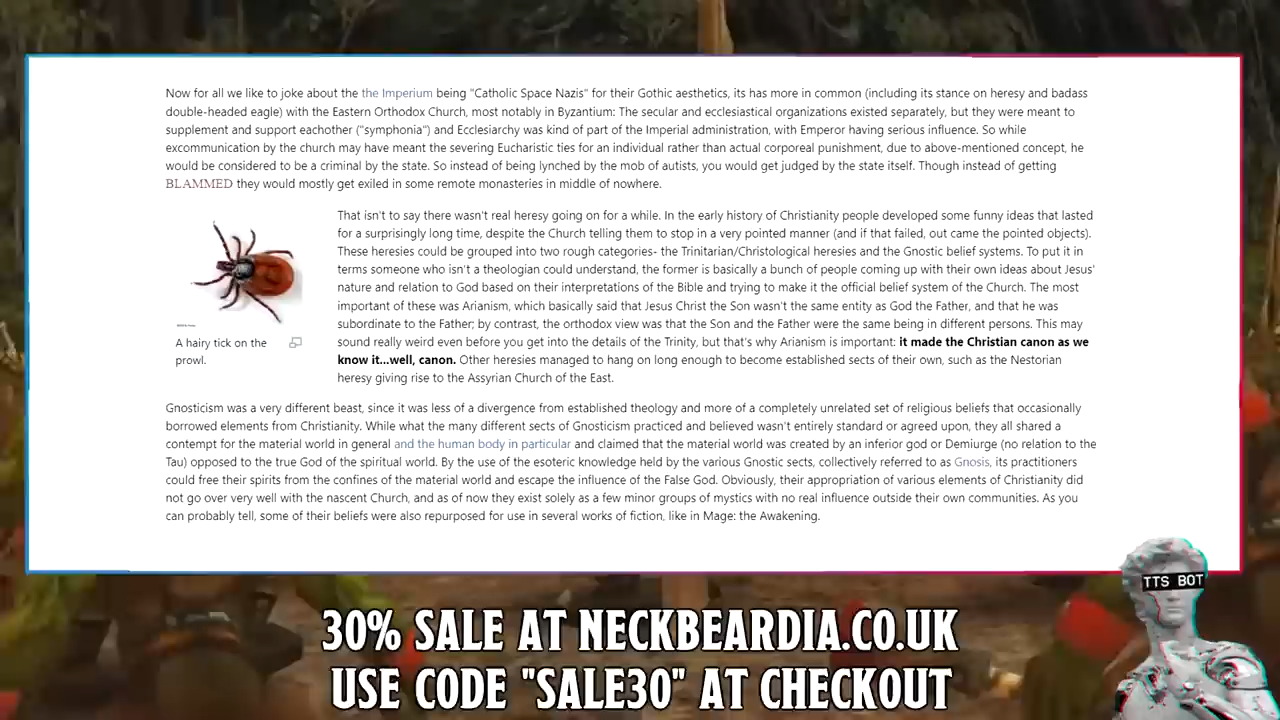 Now for all we like to joke about the the Imperium being "Catholic Space Nazis" for their Gothic aesthetics, its has more in common (including its stance on heresy and badass
double-headed eagle) with the Eastern Orthodox Church, most notably in Byzantium: The secular and ecclesiastical organizations existed separately, but they were meant to
supplement and support eachother ("symphonia") and Ecclesiarchy was kind of part of the Imperial administration, with Emperor having serious influence. So while
excommunication by the church may have meant the severing Eucharistic ties for an individual rather than actual corporeal punishment, due to above-mentioned concept, he
would be considered to be a criminal by the state. So instead of being lynched by the mob of autists, you would get judged by the state itself. Though instead of getting
BLAMMED they would mostly get exiled in some remote monasteries in middle of nowhere.
That isn't to say there wasn't real heresy going on for a while. In the early history of Christianity people developed some funny ideas that lasted
for a surprisingly long time, despite the Church telling them to stop in a very pointed manner (and if that failed, out came the pointed objects).
These heresies could be grouped into two rough categories- the Trinitarian/Christological heresies and the Gnostic belief systems. To put it in
terms someone who isn't a theologian could understand, the former is basically a bunch of people coming up with their own ideas about Jesus'
nature and relation to God based on their interpretations of the Bible and trying to make it the official belief system of the Church. The most
important of these was Arianism, which basically said that Jesus Christ the Son wasn't the same entity as God the Father, and that he was
subordinate to the Father; by contrast, the orthodox view was that the Son and the Father were the same being in different persons. This may
sound really weird even before you get into the details of the Trinity, but that's why Arianism is important: it made the Christian canon as we
know it...well, canon. Other heresies managed to hang on long enough to become established sects of their own, such as the Nestorian
heresy giving rise to the Assyrian Church of the East.
A hairy tick on the
prowl.
Gnosticism was a very different beast, since it was less of a divergence from established theology and more of a completely unrelated set of religious beliefs that occasionally
borrowed elements from Christianity. While what the many different sects of Gnosticism practiced and believed wasn't entirely standard or agreed upon, they all shared a
contempt for the material world in general and the human body in particular and claimed that the material world was created by an inferior god or Demiurge (no relation to the
Tau) opposed to the true God of the spiritual world. By the use of the esoteric knowledge held by the various Gnostic sects, collectively referred to as Gnosis, its practitioners
could free their spirits from the confines of the material world and escape the influence of the False God. Obviously, their appropriation of various elements of Christianity did
not go over very well with the nascent Church, and as of now they exist solely as a few minor groups of mystics with no real influence outside their own communities. As you
can probably tell, some of their beliefs were also repurposed for use in several works of fiction, like in Mage: the Awakening.
TTS BOT
30% SALE AT NECKBEARDIA.CO.UK
USE CODE "SALE30" AT CHECKOUT